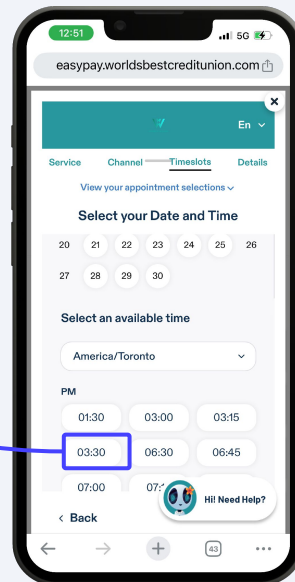 12:51 5G
easypay.worldsbestcreditunion.com
En
Service Channel Timeslots Details
View your appointment selections
Select your Date and Time
20 21 22 23 24 25 26
27 28 29 30
Select an available time
America/Toronto
PM
01:30 03:00 03:15
03:30 06:30 06:45
07:00
Hi! Need Help?
< Back
43